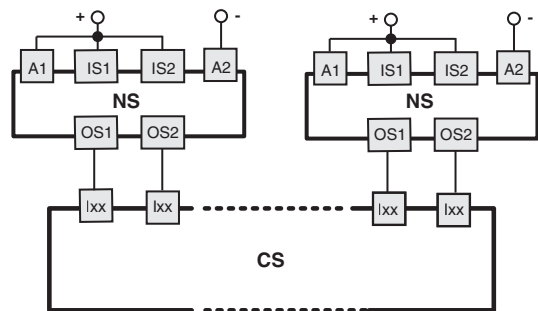 + - + -
A1 IS1 IS2 A2 A1 IS1 IS2 A2
NS NS
OS1 OS2 OS1 OS2
Ixx Ixx Ixx Ixx
CS